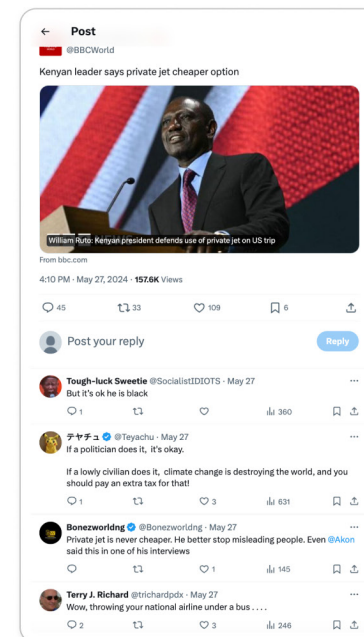 Post
@BBCWorld
Kenyan leader says private jet cheaper option
William Ruto: Kenyan president defends use of private jet on US trip
From bbc.com
4:10 PM · May 27, 2024 · 157.6K Views
45 33 109 6
Post your reply
Reply
Tough-luck Sweetie @SocialistIDIOTS · May 27
But it's ok he is black
1 360
テヤチュ @Teyachu · May 27
If a politician does it, it's okay.
If a lowly civilian does it, climate change is destroying the world, and you
should pay an extra tax for that!
1 3 631
Bonezworldng @Bonezworldng · May 27
Private jet is never cheaper. He better stop misleading people. Even @Akon
said this in one of his interviews
1 145
Terry J. Richard @trichardpdx · May 27
Wow, throwing your national airline under a bus . . . .
2 3 246